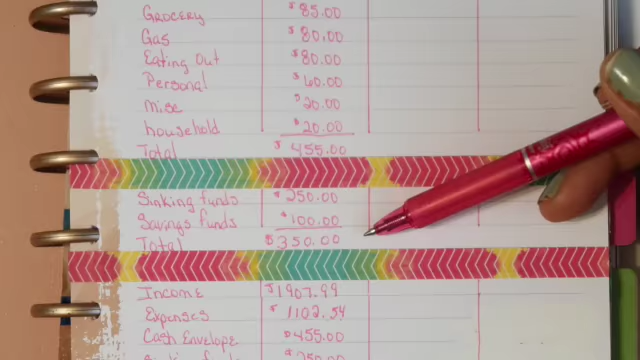 Grocery $85.00
Gas $80.00
Eating Out $80.00
Personal $60.00
Misc $20.00
household $20.00
Total $455.00
Sinking funds $250.00
Savings funds $100.00
Total $350.00
Income $1907.99
Expenses $1102.54
Cash Envelope $455.00
$250.00